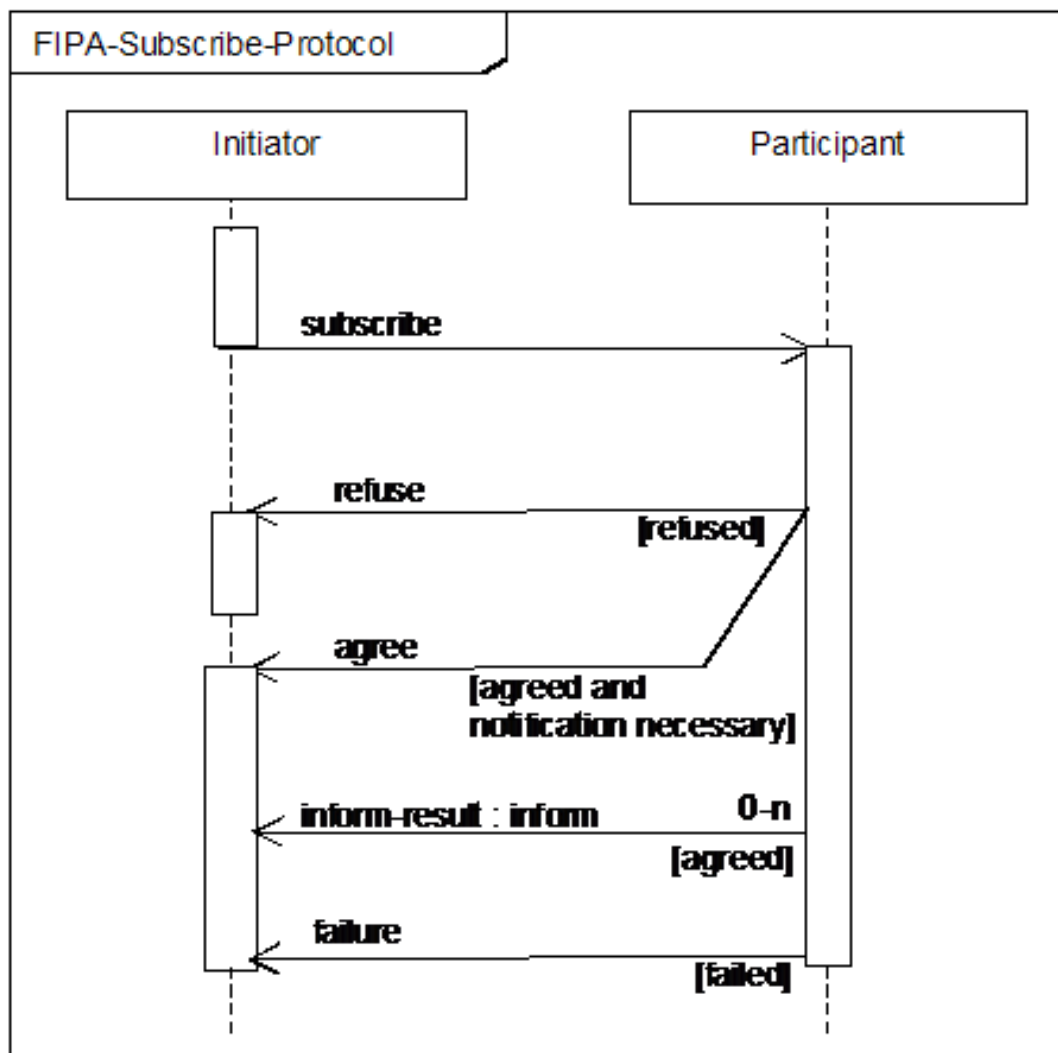 FIPA-Subscribe-Protocol
Initiator
Participant
subscribe
refuse
[refused]
agree
[agreed and
notification necessary]
0-n
inform-result : inform
[agreed]
failure
[failed]